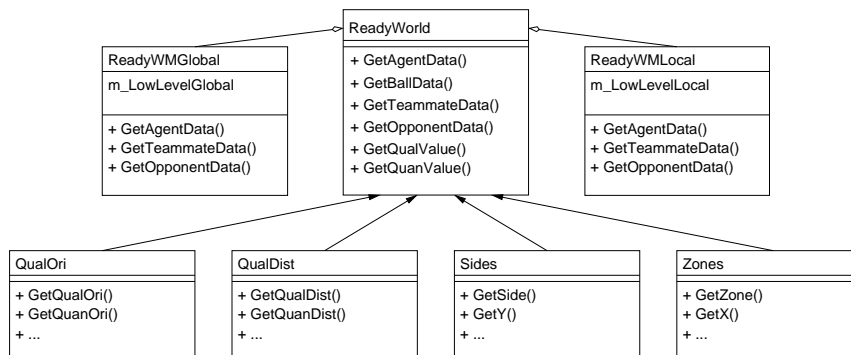 ReadyWorld
+ GetAgentData()
+ GetBallData()
+ GetTeammateData()
+ GetOpponentData()
+ GetQualValue()
+ GetQuanValue()
ReadyWMGlobal
m_LowLevelGlobal
+ GetAgentData()
+ GetTeammateData()
+ GetOpponentData()
ReadyWMLocal
m_LowLevelLocal
+ GetAgentData()
+ GetTeammateData()
+ GetOpponentData()
QualOri
+ GetQualOri()
+ GetQuanOri()
+ ...
QualDist
+ GetQualDist()
+ GetQuanDist()
+ ...
Sides
+ GetSide()
+ GetY()
+ ...
Zones
+ GetZone()
+ GetX()
+ ...